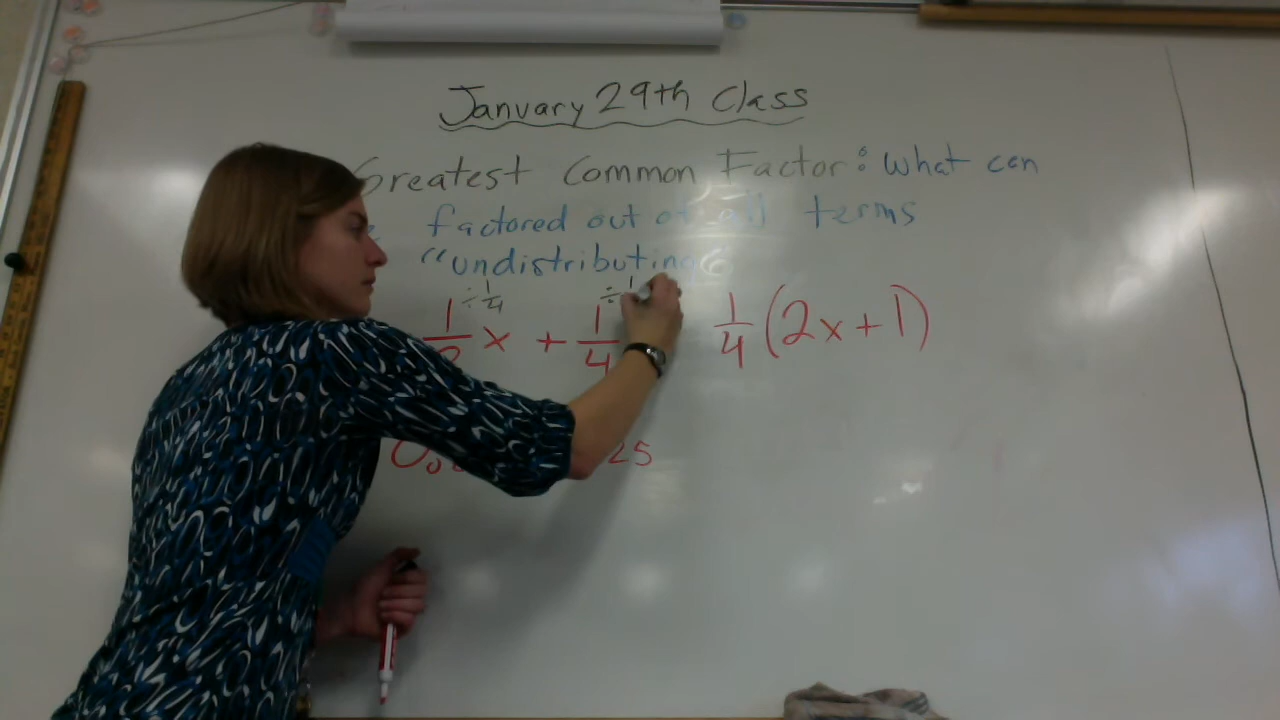 January 29th Class
Greatest Common Factor: What can
factored out of all terms
"undistributing
÷ 1/4 ÷ 1
1/2 x + 1/4 1/4 (2x+1)
25